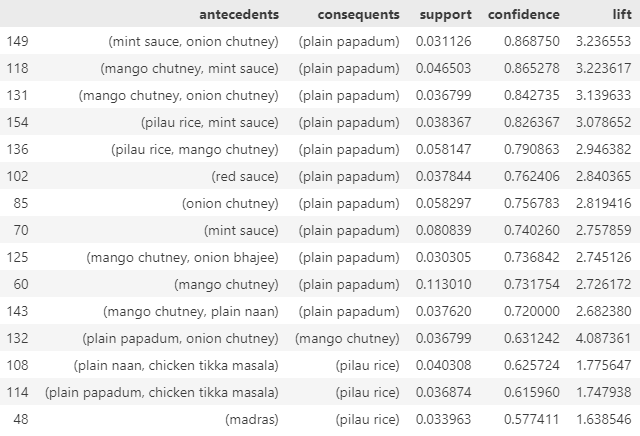 antecedents consequents support confidence lift
149 (mint sauce, onion chutney) (plain papadum) 0.031126 0.868750 3.236553
118 (mango chutney, mint sauce) (plain papadum) 0.046503 0.865278 3.223617
131 (mango chutney, onion chutney) (plain papadum) 0.036799 0.842735 3.139633
154 (pilau rice, mint sauce) (plain papadum) 0.038367 0.826367 3.078652
136 (pilau rice, mango chutney) (plain papadum) 0.058147 0.790863 2.946382
102 (red sauce) (plain papadum) 0.037844 0.762406 2.840365
85 (onion chutney) (plain papadum) 0.058297 0.756783 2.819416
70 (mint sauce) (plain papadum) 0.080839 0.740260 2.757859
125 (mango chutney, onion bhajee) (plain papadum) 0.030305 0.736842 2.745126
60 (mango chutney) (plain papadum) 0.113010 0.731754 2.726172
143 (mango chutney, plain naan) (plain papadum) 0.037620 0.720000 2.682380
132 (plain papadum, onion chutney) (mango chutney) 0.036799 0.631242 4.087361
108 (plain naan, chicken tikka masala) (pilau rice) 0.040308 0.625724 1.775647
114 (plain papadum, chicken tikka masala) (pilau rice) 0.036874 0.615960 1.747938
48 (madras) (pilau rice) 0.033963 0.577411 1.638546